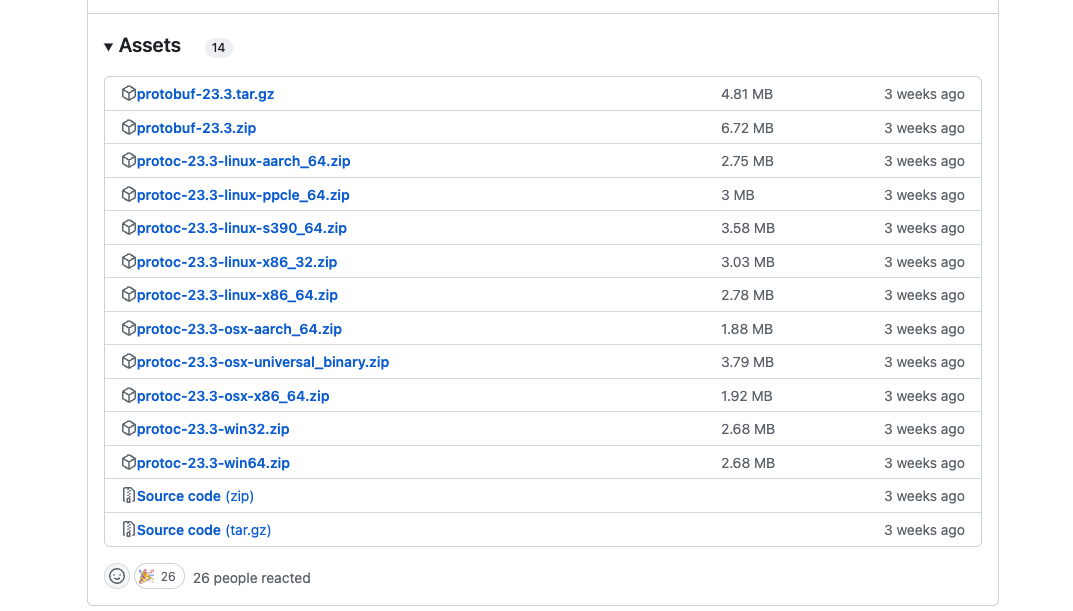 Assets 14
protobuf-23.3.tar.gz 4.81 MB 3 weeks ago
protobuf-23.3.zip 6.72 MB 3 weeks ago
protoc-23.3-linux-aarch_64.zip 2.75 MB 3 weeks ago
protoc-23.3-linux-ppcle_64.zip 3 MB 3 weeks ago
protoc-23.3-linux-s390_64.zip 3.58 MB 3 weeks ago
protoc-23.3-linux-x86_32.zip 3.03 MB 3 weeks ago
protoc-23.3-linux-x86_64.zip 2.78 MB 3 weeks ago
protoc-23.3-osx-aarch_64.zip 1.88 MB 3 weeks ago
protoc-23.3-osx-universal_binary.zip 3.79 MB 3 weeks ago
protoc-23.3-osx-x86_64.zip 1.92 MB 3 weeks ago
protoc-23.3-win32.zip 2.68 MB 3 weeks ago
protoc-23.3-win64.zip 2.68 MB 3 weeks ago
Source code (zip) 3 weeks ago
Source code (tar.gz) 3 weeks ago
26 26 people reacted